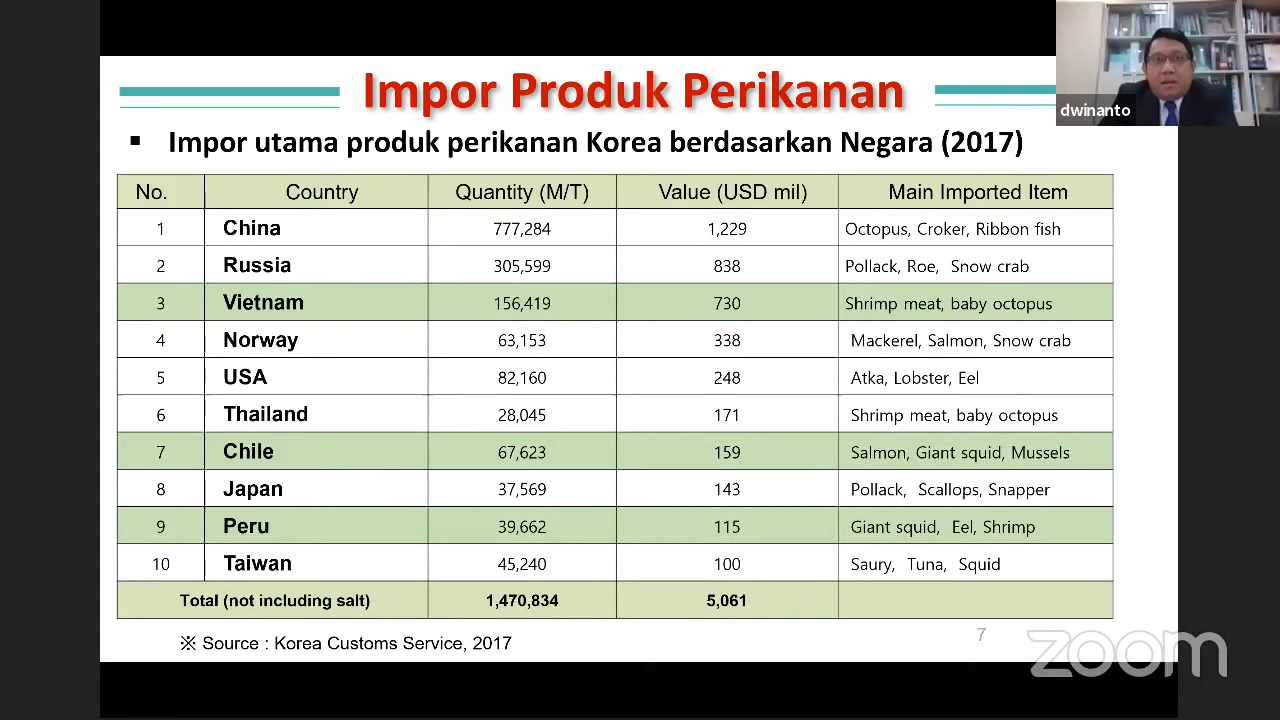 Impor Produk Perikanan
dwinanto
▪ Impor utama produk perikanan Korea berdasarkan Negara (2017)
No. Country Quantity (M/T) Value (USD mil) Main Imported Item
1 China 777,284 1,229 Octopus, Croker, Ribbon fish
2 Russia 305,599 838 Pollack, Roe, Snow crab
3 Vietnam 156,419 730 Shrimp meat, baby octopus
4 Norway 63,153 338 Mackerel, Salmon, Snow crab
5 USA 82,160 248 Atka, Lobster, Eel
6 Thailand 28,045 171 Shrimp meat, baby octopus
7 Chile 67,623 159 Salmon, Giant squid, Mussels
8 Japan 37,569 143 Pollack, Scallops, Snapper
9 Peru 39,662 115 Giant squid, Eel, Shrimp
10 Taiwan 45,240 100 Saury, Tuna, Squid
Total (not including salt) 1,470,834 5,061
※ Source : Korea Customs Service, 2017
7
zoom